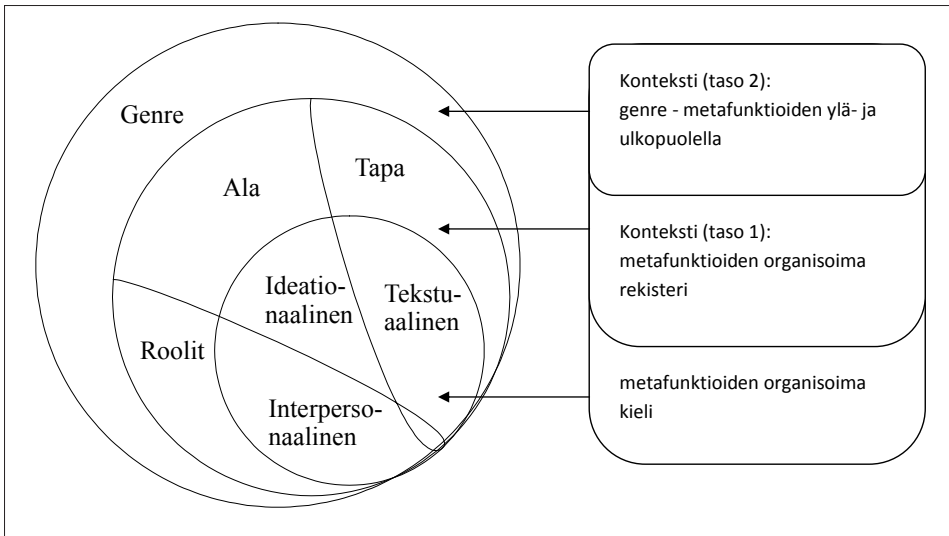 Genre
Ala
Tapa
Ideatio-
naalinen
Tekstu-
aalinen
Roolit
Interperso-
naalinen
Konteksti (taso 2):
genre - metafunktioiden ylä- ja
ulkopuolella
Konteksti (taso 1):
metafunktioiden organisoima
rekisteri
metafunktioiden organisoima
kieli